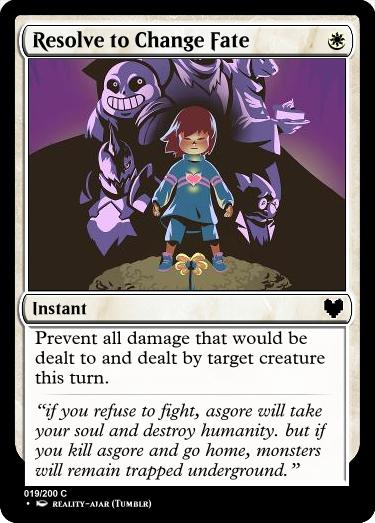 Resolve to Change Fate
Instant
Prevent all damage that would be
dealt to and dealt by target creature
this turn.
“if you refuse to fight, asgore will take
your soul and destroy humanity. but if
you kill asgore and go home, monsters
will remain trapped underground.”
019/200 C
• REALITY-AJAR (TUMBLR)